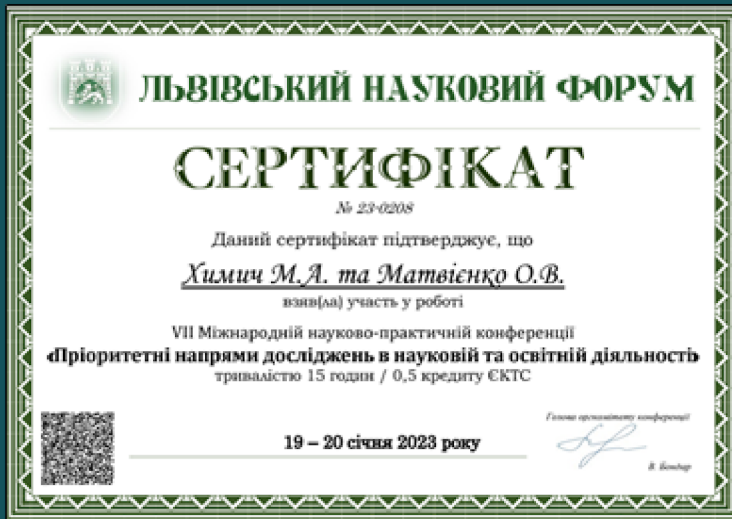 ЛЬВІВСЬКИЙ НАУКОВИЙ ФОРУМ
СЕРТИФІКАТ
№ 23-0208
Даний сертифікат підтверджує, що
Химич М.А. та Матвієнко О.В.
взяв(ла) участь у роботі
VII Міжнародній науково-практичній конференції
«Пріоритетні напрями досліджень в науковій та освітній діяльності»
тривалістю 15 годин / 0,5 кредиту ЄКТС
Голова оргкомітету конференції
19 – 20 січня 2023 року
В. Бондар